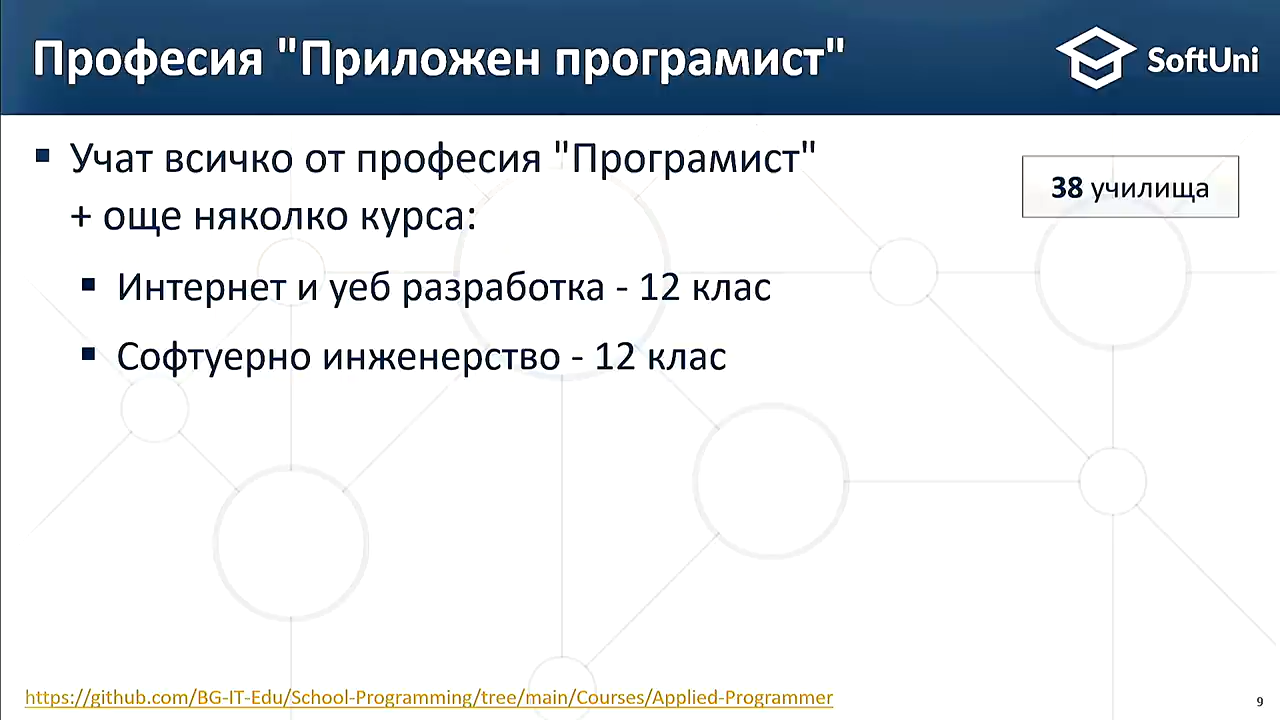 Професия "Приложен програмист"
SoftUni
▪ Учат всичко от професия "Програмист"
+ още няколко курса:
38 училища
▪ Интернет и уеб разработка - 12 клас
▪ Софтуерно инженерство - 12 клас
https://github.com/BG-IT-Edu/School-Programming/tree/main/Courses/Applied-Programmer
9